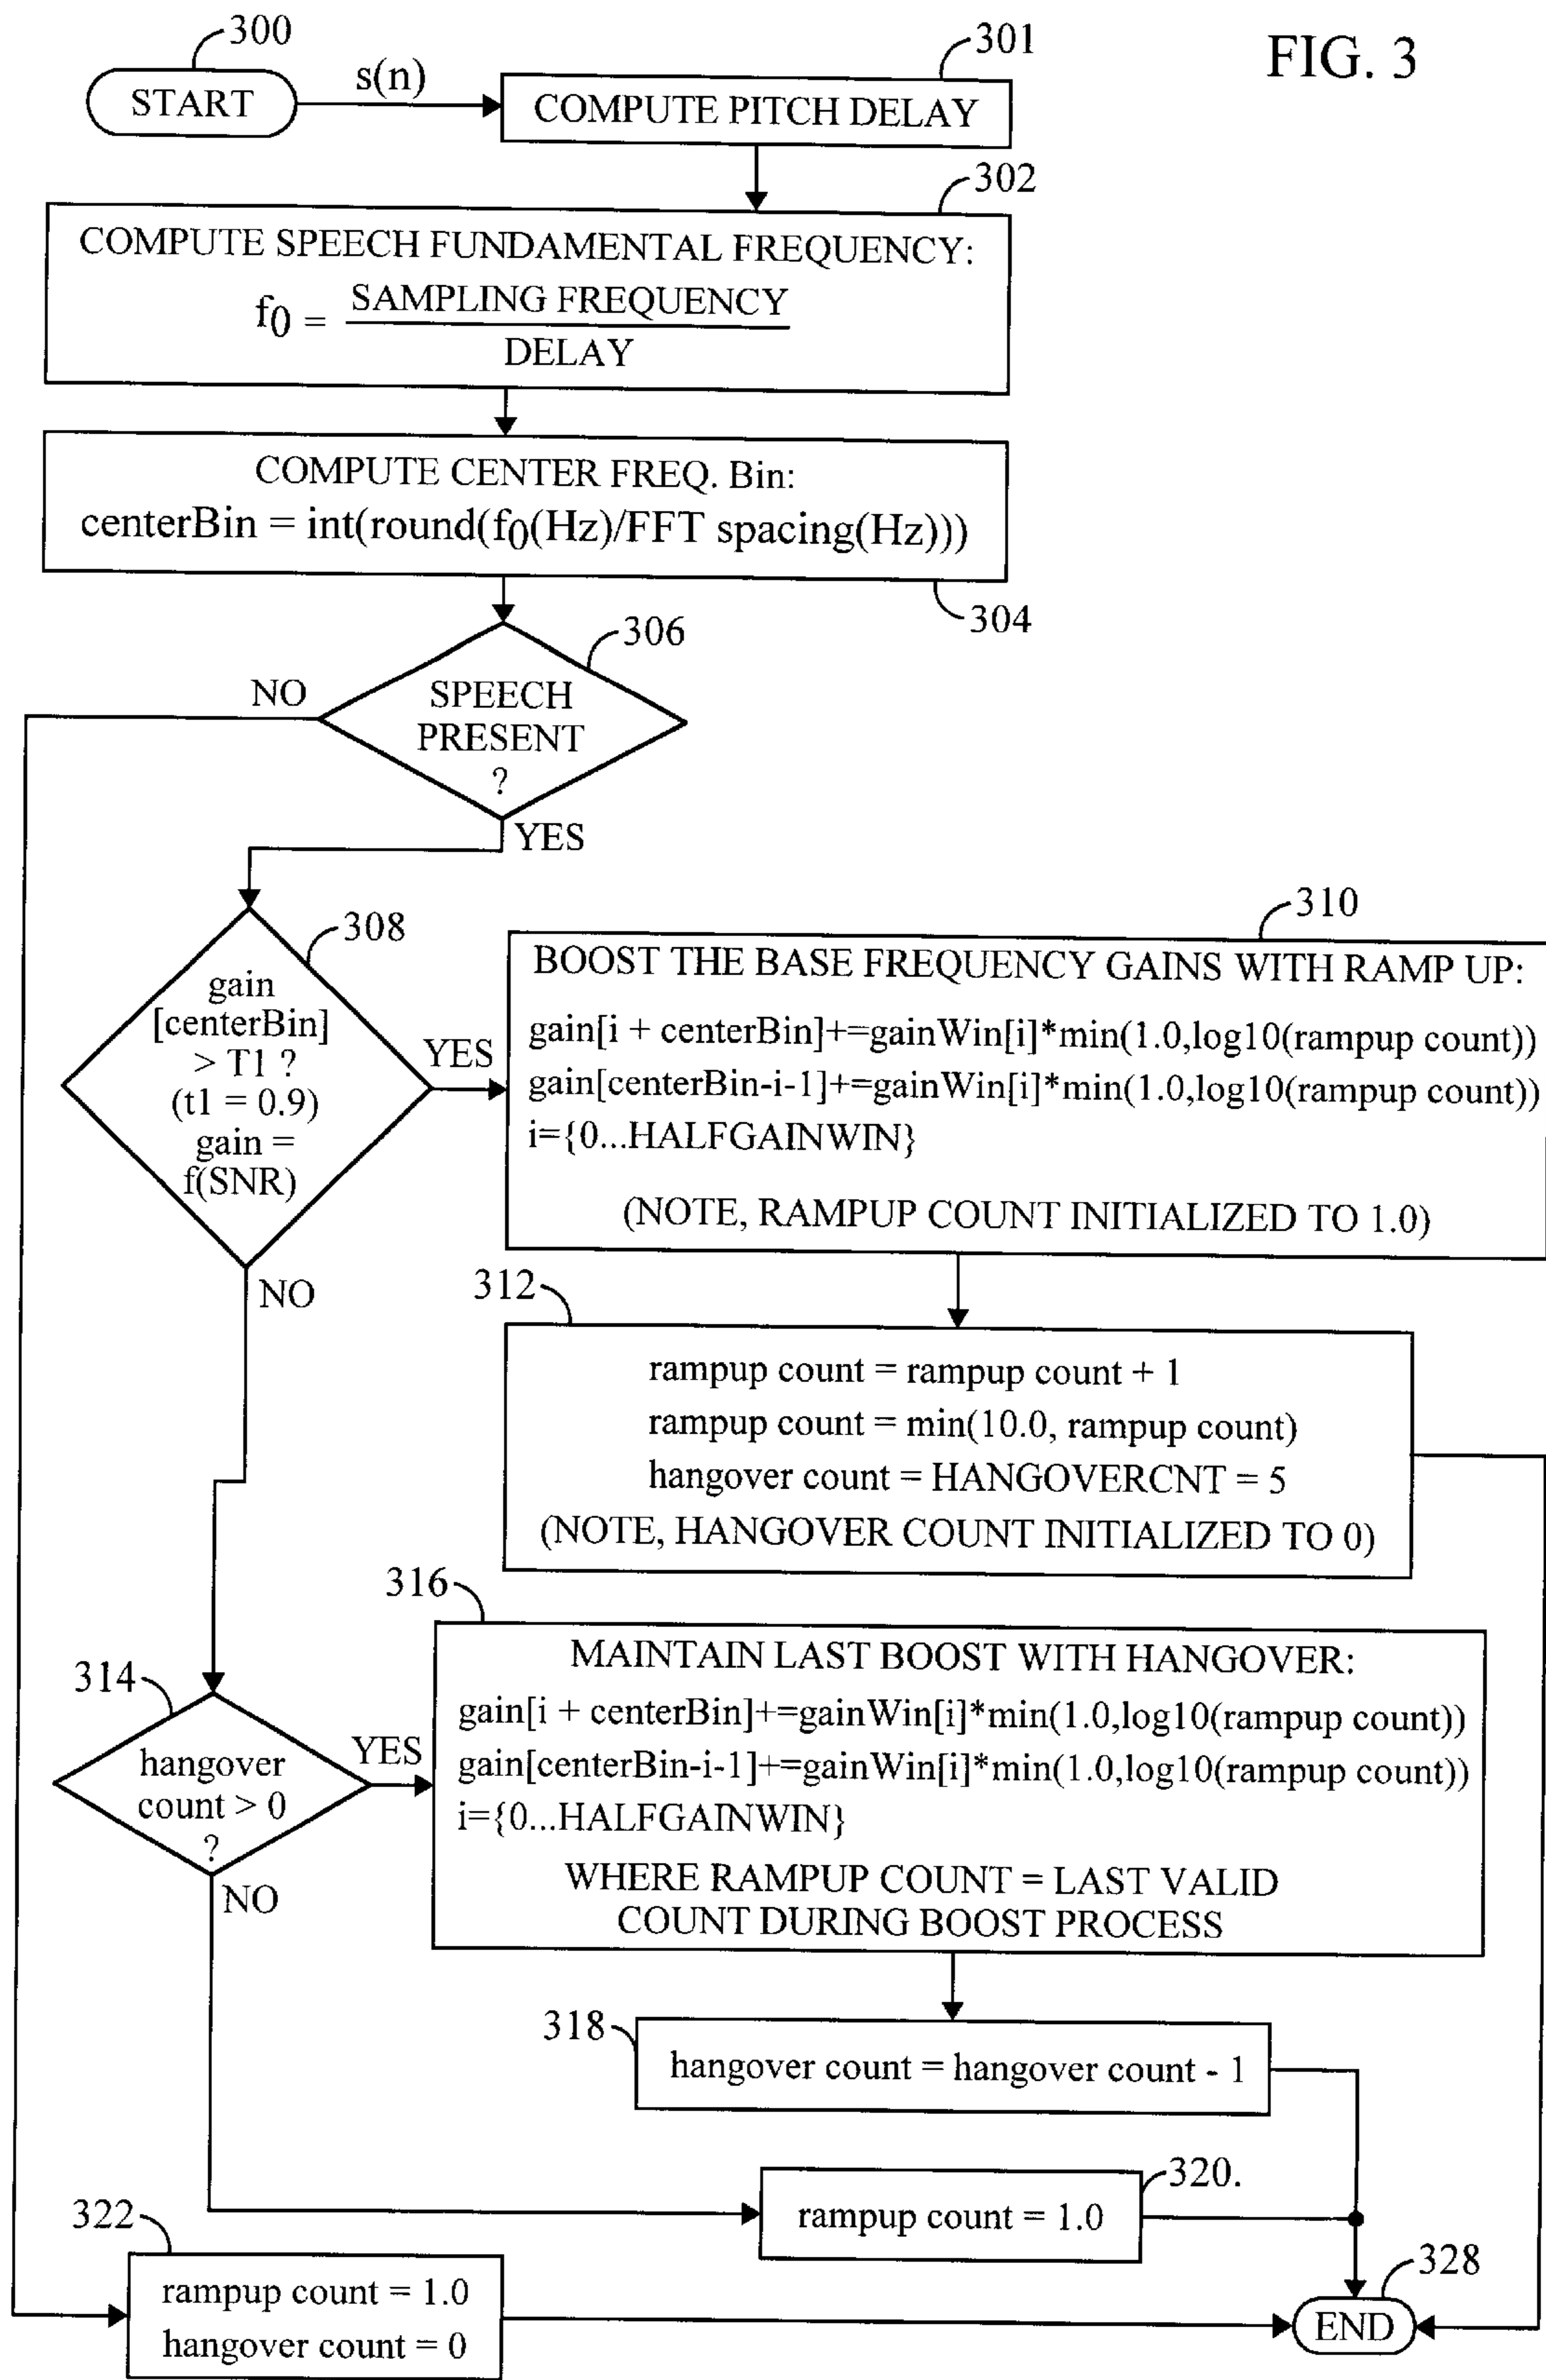 FIG. 3
300
START
s(n)
301
COMPUTE PITCH DELAY
302
COMPUTE SPEECH FUNDAMENTAL FREQUENCY:
f0 = SAMPLING FREQUENCY
DELAY
COMPUTE CENTER FREQ. Bin:
centerBin = int(round(f0(Hz)/FFT spacing(Hz)))
304
306
SPEECH
PRESENT
?
NO
YES
308
gain
[centerBin]
> T1 ?
(t1 = 0.9)
gain =
f(SNR)
YES
NO
310
BOOST THE BASE FREQUENCY GAINS WITH RAMP UP:
gain[i + centerBin]+=gainWin[i]*min(1.0,log10(rampup count))
gain[centerBin-i-1]+=gainWin[i]*min(1.0,log10(rampup count))
i={0...HALFGAINWIN}
(NOTE, RAMPUP COUNT INITIALIZED TO 1.0)
312
rampup count = rampup count + 1
rampup count = min(10.0, rampup count)
hangover count = HANGOVERCNT = 5
(NOTE, HANGOVER COUNT INITIALIZED TO 0)
314
hangover
count > 0
?
YES
NO
316
MAINTAIN LAST BOOST WITH HANGOVER:
gain[i + centerBin]+=gainWin[i]*min(1.0,log10(rampup count))
gain[centerBin-i-1]+=gainWin[i]*min(1.0,log10(rampup count))
i={0...HALFGAINWIN}
WHERE RAMPUP COUNT = LAST VALID
COUNT DURING BOOST PROCESS
318
hangover count = hangover count - 1
320.
rampup count = 1.0
322
rampup count = 1.0
hangover count = 0
328
END